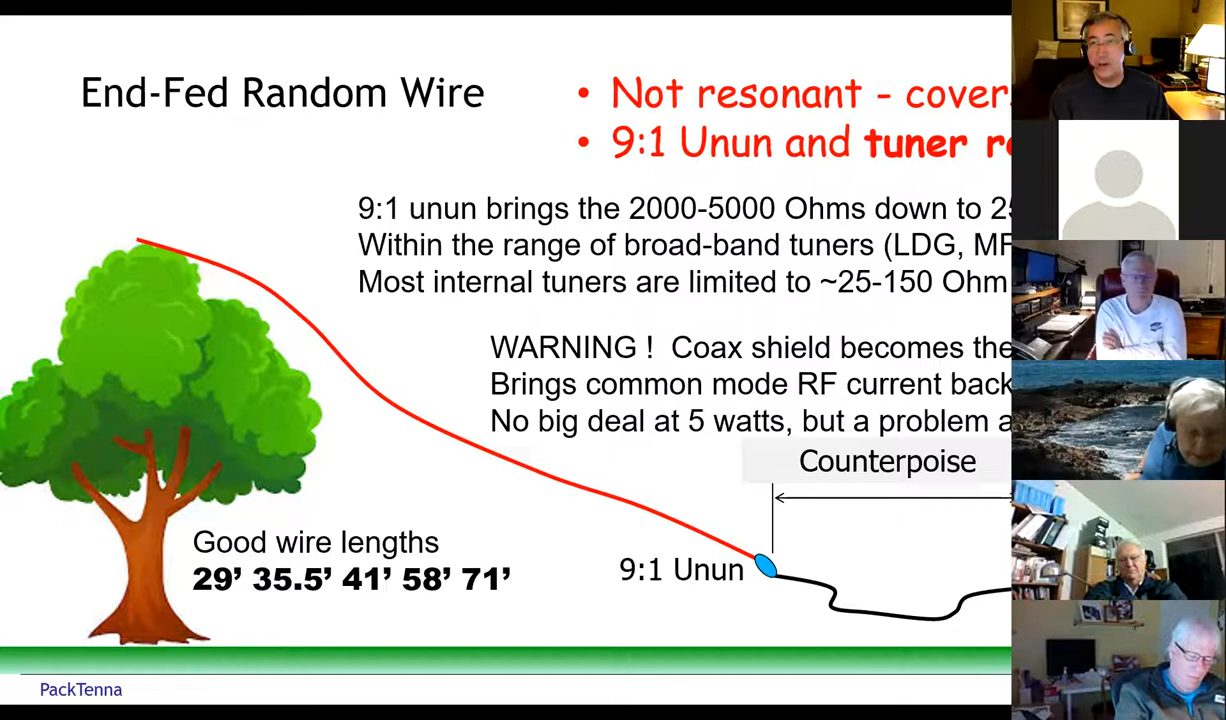 End-Fed Random Wire
• Not resonant - cover
• 9:1 Unun and tuner
9:1 unun brings the 2000-5000 Ohms down to
Within the range of broad-band tuners (LDG,
Most internal tuners are limited to ~25-150 Ohm
WARNING ! Coax shield becomes the
Brings common mode RF current back
No big deal at 5 watts, but a problem
Counterpoise
Good wire lengths
29’ 35.5’ 41’ 58’ 71’
9:1 Unun
PackTenna